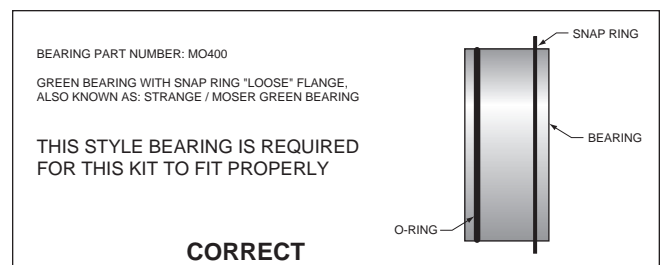 BEARING PART NUMBER: MO400
GREEN BEARING WITH SNAP RING "LOOSE" FLANGE,
ALSO KNOWN AS: STRANGE / MOSER GREEN BEARING
THIS STYLE BEARING IS REQUIRED
FOR THIS KIT TO FIT PROPERLY
CORRECT
SNAP RING
BEARING
O-RING